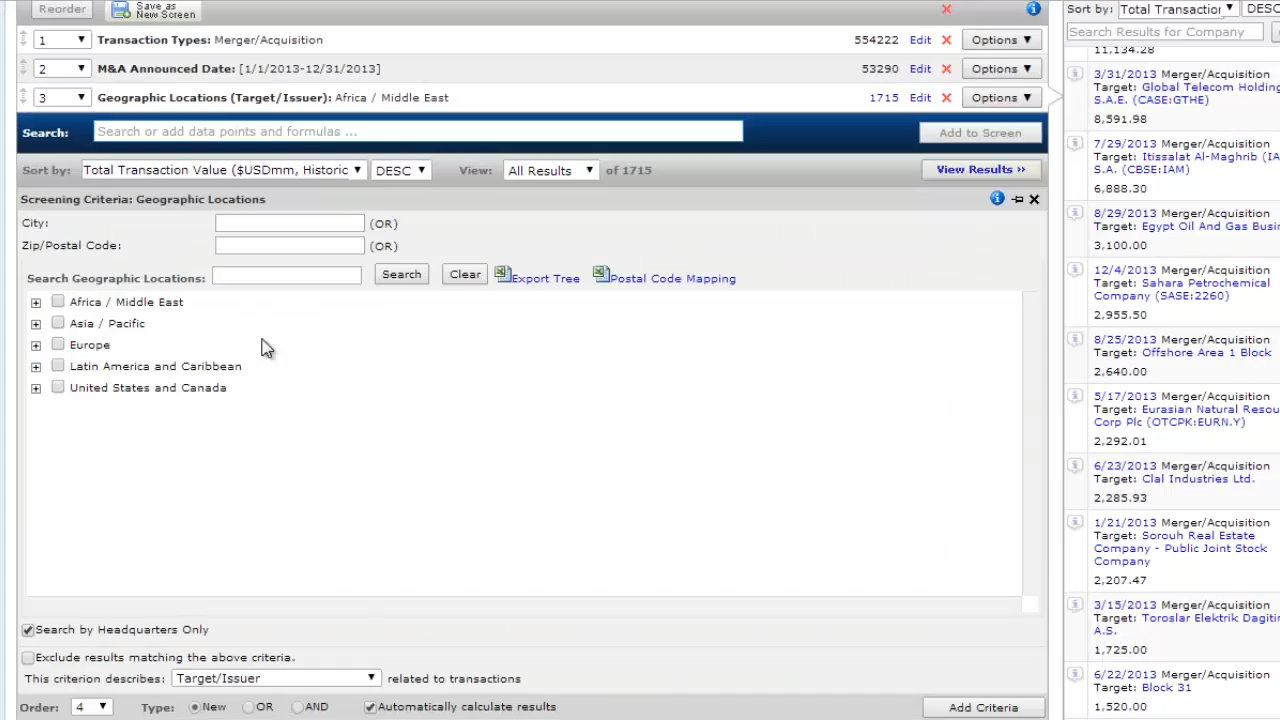 Reorder
Save as
New Screen
1 Transaction Types: Merger/Acquisition 554222 Edit Options
2 M&A Announced Date: [1/1/2013-12/31/2013] 53290 Edit Options
3 Geographic Locations (Target/Issuer): Africa / Middle East 1715 Edit Options
Search: Search or add data points and formulas ... Add to Screen
Sort by: Total Transaction Value ($USDmm, Historic DESC View: All Results of 1715 View Results »
Screening Criteria: Geographic Locations
City: (OR)
Zip/Postal Code: (OR)
Search Geographic Locations: Search Clear Export Tree Postal Code Mapping
Africa / Middle East
Asia / Pacific
Europe
Latin America and Caribbean
United States and Canada
Search by Headquarters Only
Exclude results matching the above criteria.
This criterion describes: Target/Issuer related to transactions
Order: 4 Type: New OR AND Automatically calculate results Add Criteria
Sort by: Total Transaction DESC
Search Results for Company
11,134.28
3/31/2013 Merger/Acquisition
Target: Global Telecom Holding
S.A.E. (CASE:GTHE)
8,591.98
7/29/2013 Merger/Acquisition
Target: Itissalat Al-Maghrib (IA
S.A. (CBSE:IAM)
6,888.30
8/29/2013 Merger/Acquisition
Target: Egypt Oil And Gas Busin
3,100.00
12/4/2013 Merger/Acquisition
Target: Sahara Petrochemical
Company (SASE:2260)
2,955.50
8/25/2013 Merger/Acquisition
Target: Offshore Area 1 Block
2,640.00
5/17/2013 Merger/Acquisition
Target: Eurasian Natural Resou
Corp Plc (OTCPK:EURN.Y)
2,292.01
6/23/2013 Merger/Acquisition
Target: Clal Industries Ltd.
2,285.93
1/21/2013 Merger/Acquisition
Target: Sorouh Real Estate
Company - Public Joint Stock
Company
2,207.47
3/15/2013 Merger/Acquisition
Target: Toroslar Elektrik Dagitir
A.S.
1,725.00
6/22/2013 Merger/Acquisition
Target: Block 31
1,520.00